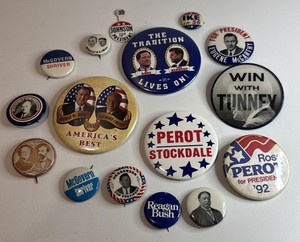 JOHNSON
IKE
FOR PRESIDENT
EUGENE McCARTHY
McGOVERN
SHRIVER
THE TRADITION
LIVES ON!
WIN
WITH
TUNNEY
AMERICA'S
BEST
PEROT
STOCKDALE
Ross
PEROT
for PRESIDENT
'92
McGovern
Shriver
Reagan
Bush